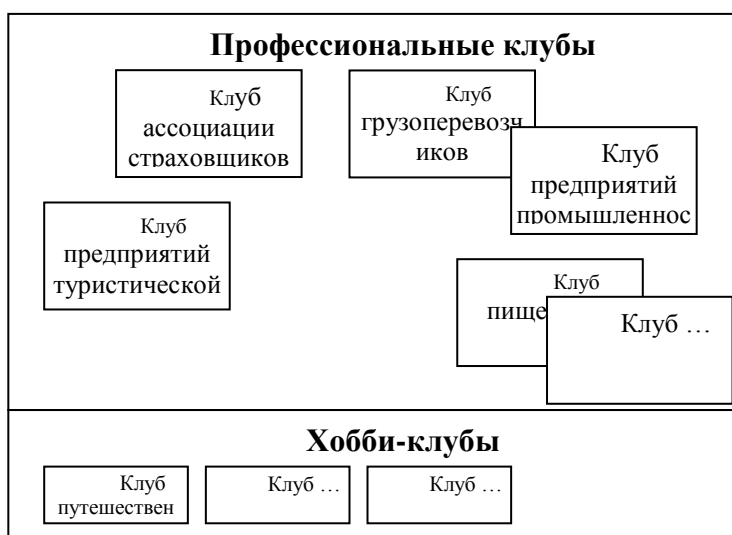 Профессиональные клубы
Клуб
ассоциации
страховщиков
Клуб
грузоперевозч
иков
Клуб
предприятий
промышленнос
Клуб
предприятий
туристической
Клуб
пище
Клуб …
Хобби-клубы
Клуб
путешествен
Клуб …
Клуб …